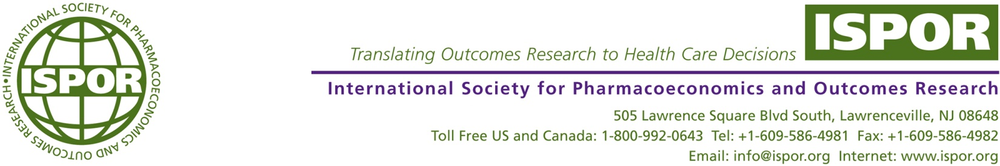 INTERNATIONAL SOCIETY FOR PHARMACOECONOMICS AND OUTCOMES RESEARCH •
ISPOR
ISPOR
Translating Outcomes Research to Health Care Decisions
International Society for Pharmacoeconomics and Outcomes Research
505 Lawrence Square Blvd South, Lawrenceville, NJ 08648
Toll Free US and Canada: 1-800-992-0643 Tel: +1-609-586-4981 Fax: +1-609-586-4982
Email: info@ispor.org Internet: www.ispor.org